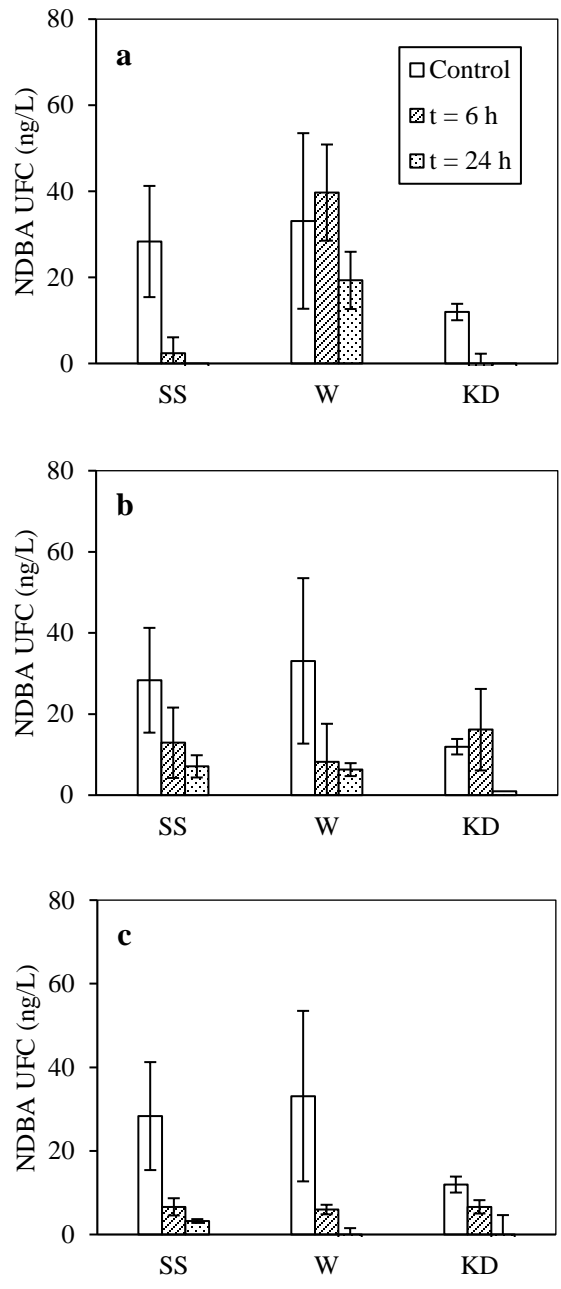 a
Control
t = 6 h
t = 24 h
NDBA UFC (ng/L)
80
60
40
20
0
SS W KD
b
NDBA UFC (ng/L)
80
60
40
20
0
SS W KD
c
NDBA UFC (ng/L)
80
60
40
20
0
SS W KD